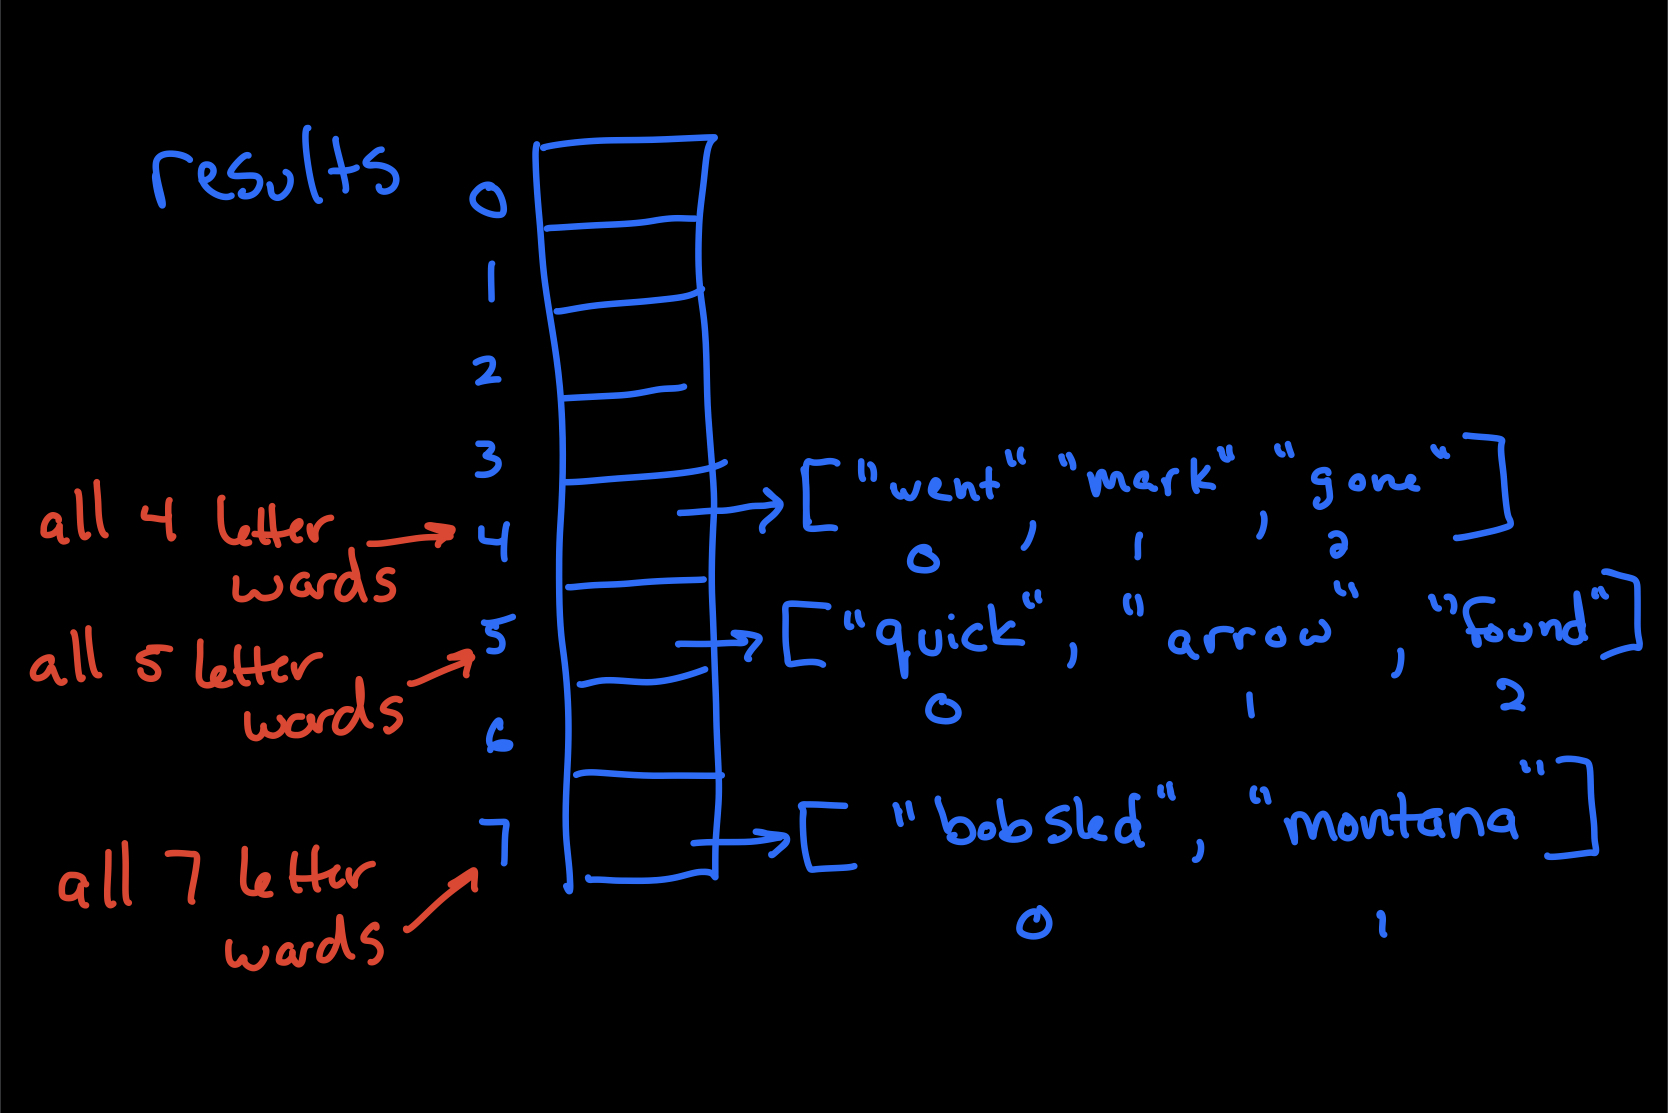 results
0
1
2
3
all 4 letter words
4
["went", "mark", "gone"]
0 1 2
all 5 letter words
5
["quick", "arrow", "found"]
0 1 2
6
all 7 letter words
7
["bobsled", "montana"]
0 1